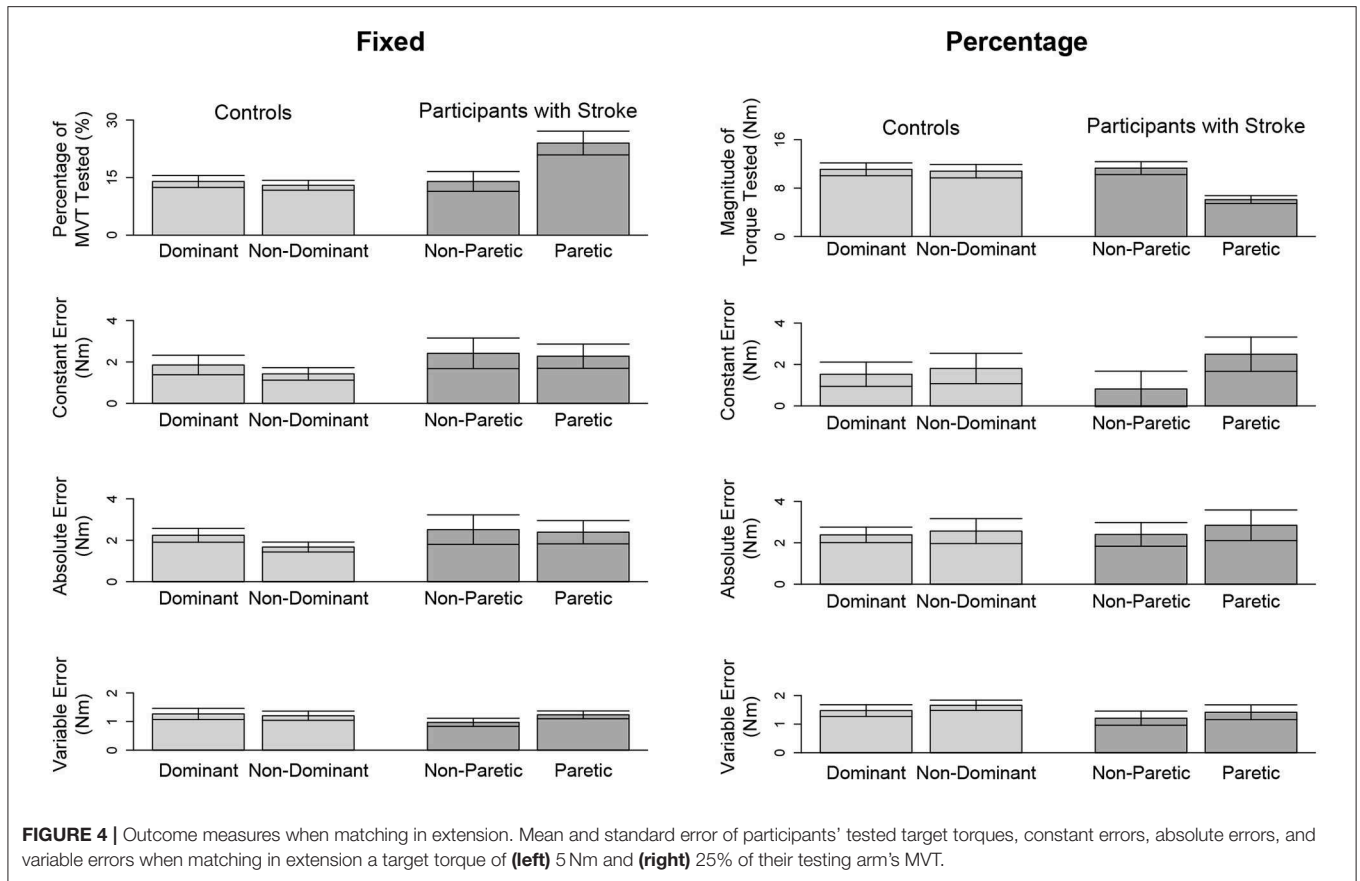 Fixed
Controls
Participants with Stroke
Percentage of
MVT Tested (%)
30
15
0
Dominant
Non-Dominant
Non-Paretic
Paretic
Constant Error
(Nm)
4
2
0
Dominant
Non-Dominant
Non-Paretic
Paretic
Absolute Error
(Nm)
4
2
0
Dominant
Non-Dominant
Non-Paretic
Paretic
Variable Error
(Nm)
2
1
0
Dominant
Non-Dominant
Non-Paretic
Paretic
Percentage
Controls
Participants with Stroke
Magnitude of
Torque Tested (Nm)
16
8
0
Dominant
Non-Dominant
Non-Paretic
Paretic
Constant Error
(Nm)
4
2
0
Dominant
Non-Dominant
Non-Paretic
Paretic
Absolute Error
(Nm)
4
2
0
Dominant
Non-Dominant
Non-Paretic
Paretic
Variable Error
(Nm)
2
1
0
Dominant
Non-Dominant
Non-Paretic
Paretic
FIGURE 4 | Outcome measures when matching in extension. Mean and standard error of participants' tested target torques, constant errors, absolute errors, and
variable errors when matching in extension a target torque of (left) 5 Nm and (right) 25% of their testing arm's MVT.